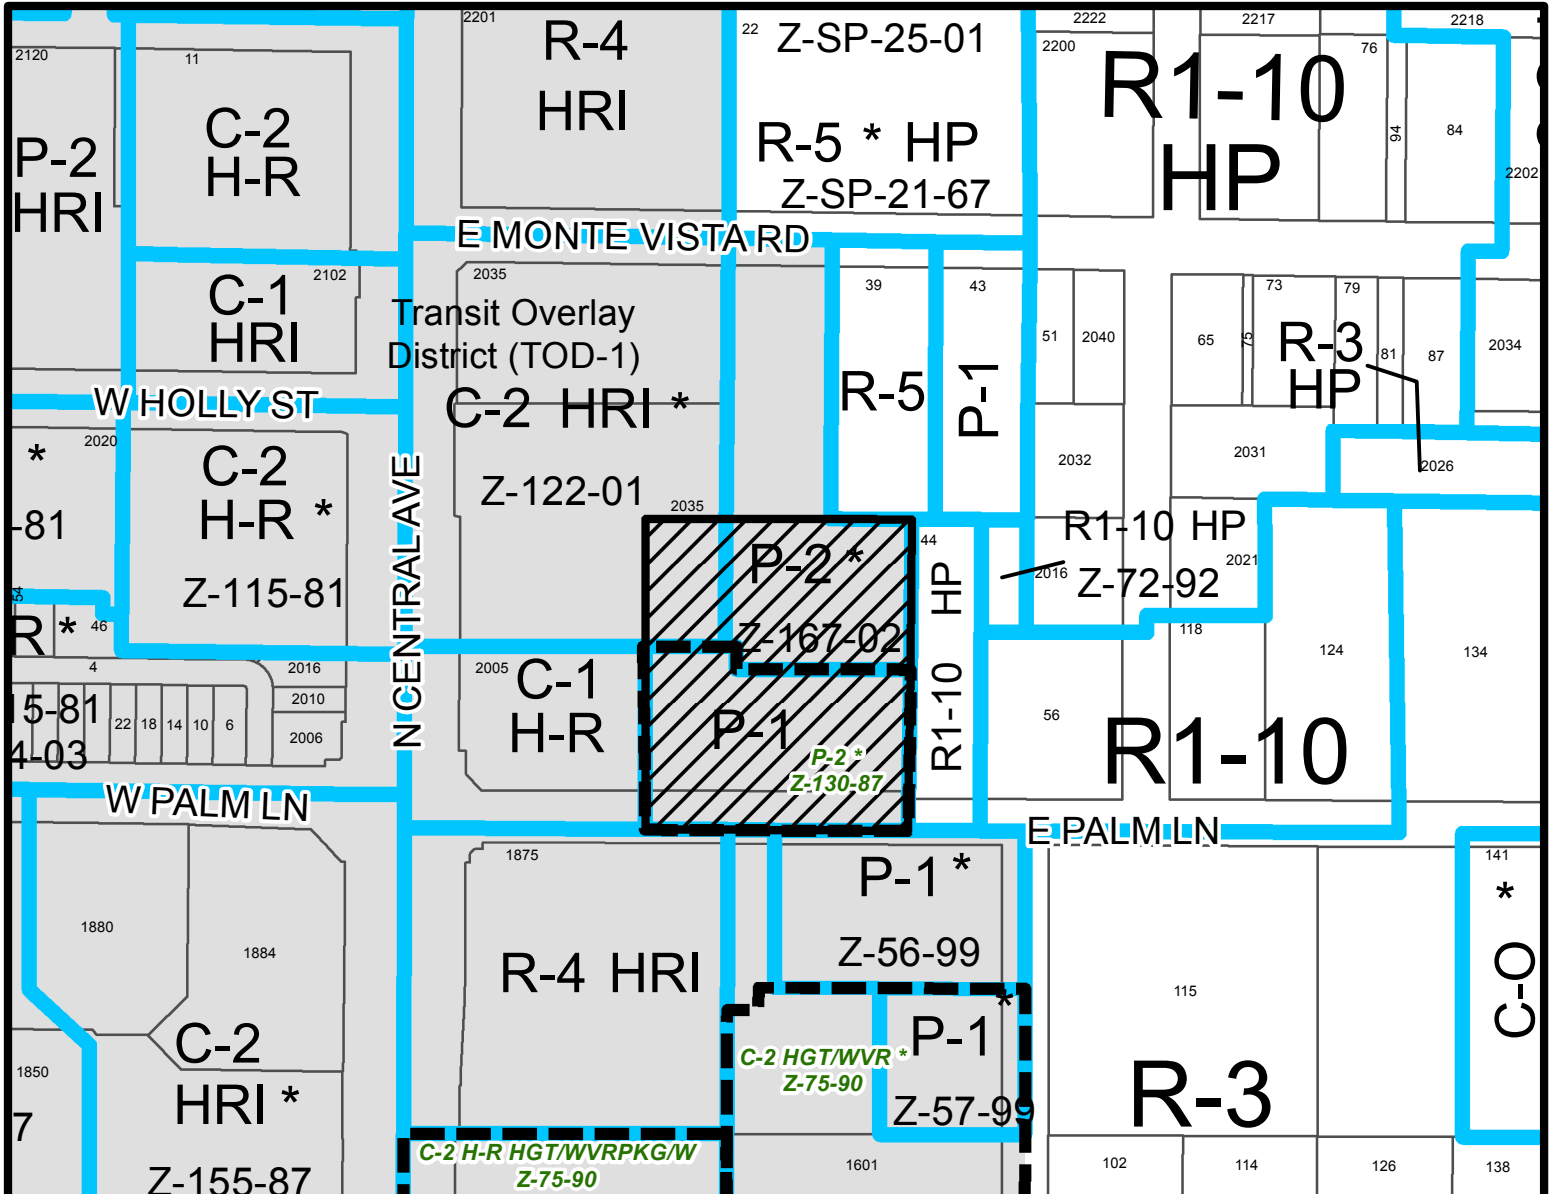 2201
2222
2217
2218
R-4
HRI
22
Z-SP-25-01
2200
R1-10
HP
76
94
84
2202
2120
11
C-2
H-R
P-2
HRI
R-5 * HP
Z-SP-21-67
E MONTE VISTA RD
2102
C-1
HRI
2035
Transit Overlay
District (TOD-1)
C-2 HRI *
Z-122-01
2035
39
R-5
43
P-1
51
2040
65
75
73
79
R-3
HP
81
87
2034
W HOLLY ST
2020
*
-81
C-2
H-R *
Z-115-81
N CENTRAL AVE
2032
2031
2026
54
R *
46
P-2 *
Z-167-02
44
R1-10 HP
2016
R1-10 HP
Z-72-92
2021
118
124
134
4
2016
2010
2006
15-81
4-03
22
18
14
10
6
2005
C-1
H-R
P-1
P-2 *
Z-130-87
56
R1-10
W PALM LN
E PALM LN
1880
1884
1875
R-4 HRI
P-1 *
Z-56-99
141
C-O *
115
C-2
HRI *
Z-155-87
1850
7
C-2 HGT/WVR *
Z-75-90
*
P-1
Z-57-99
R-3
C-2 H-R HGT/WVRPKG/W
Z-75-90
1601
102
114
126
138